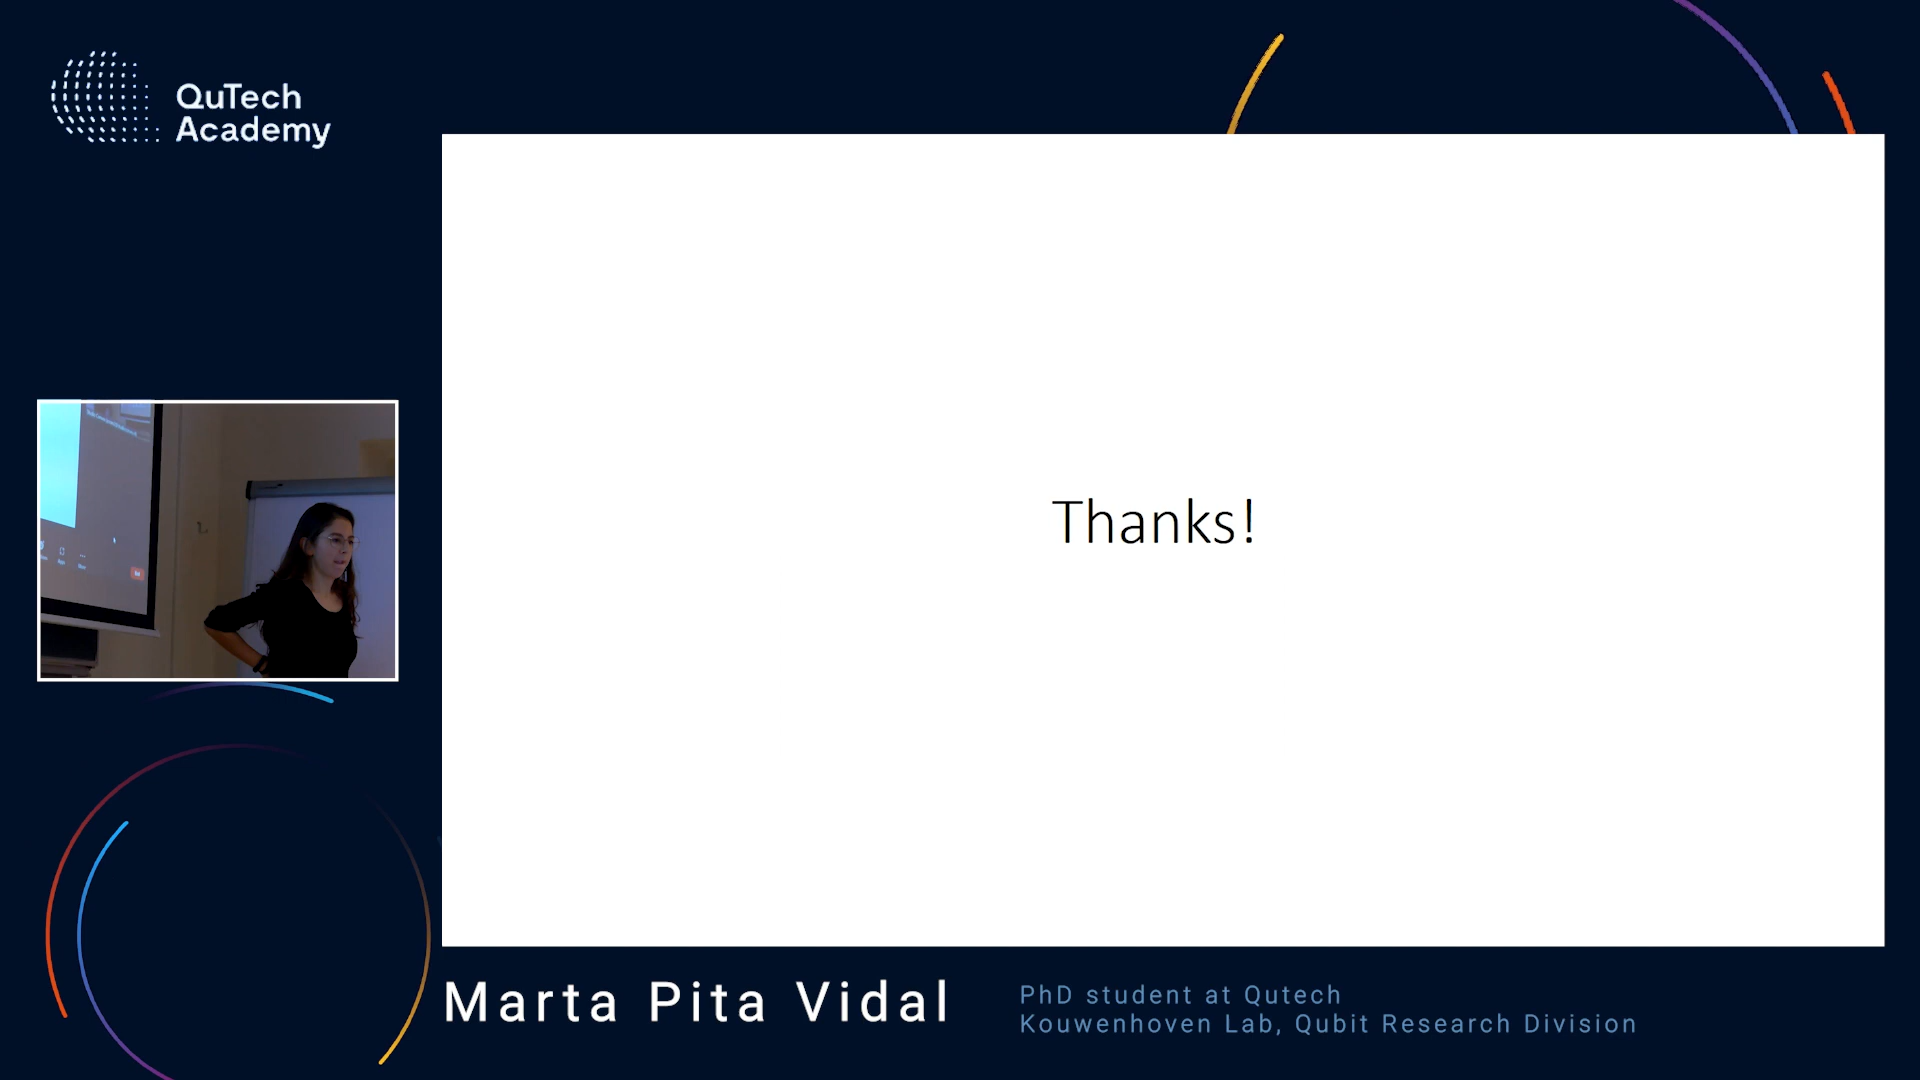 QuTech
Academy
Thanks!
Marta Pita Vidal
PhD student at Qutech
Kouwenhoven Lab, Qubit Research Division